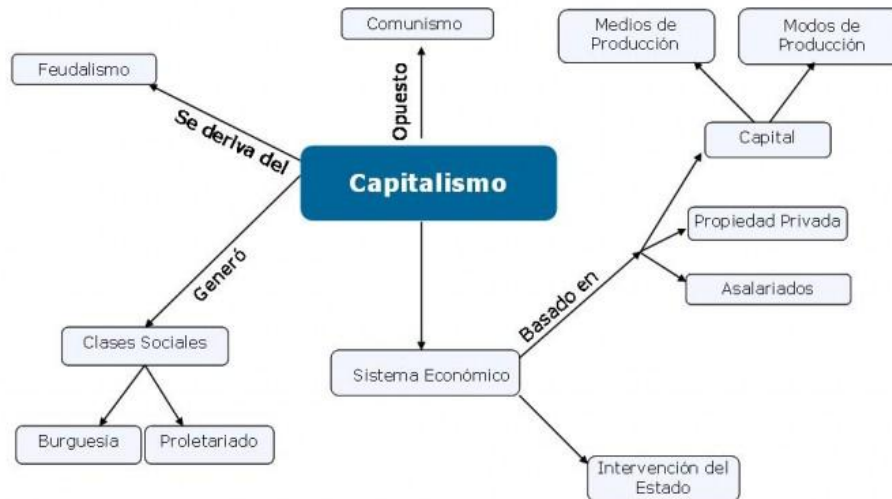 Comunismo
Medios de
Producción
Modos de
Producción
Feudalismo
Se deriva del
Opuesto
Capital
Capitalismo
Propiedad Privada
Generó
Asalariados
Basado en
Clases Sociales
Sistema Económico
Burguesía
Proletariado
Intervención del
Estado